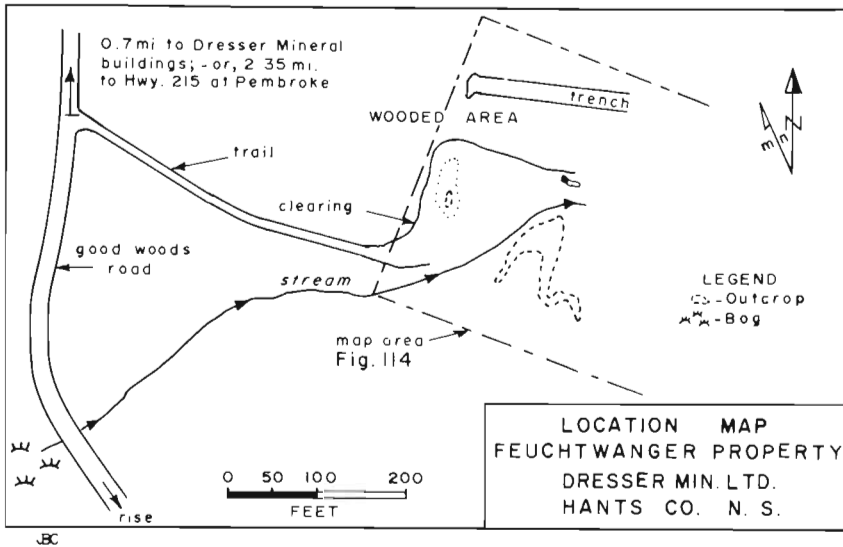 0.7mi to Dresser Mineral
buildings; -or, 2 35 mi.
to Hwy. 215 at Pembroke
trench
WOODED AREA
trail
clearing
good woods
road
stream
map area
Fig. 114
rise
N
m
LEGEND
-Outcrop
-Bog
0 50 100 200
FEET
LOCATION MAP
FEUCHTWANGER PROPERTY
DRESSER MIN. LTD.
HANTS CO. N. S.
JBC